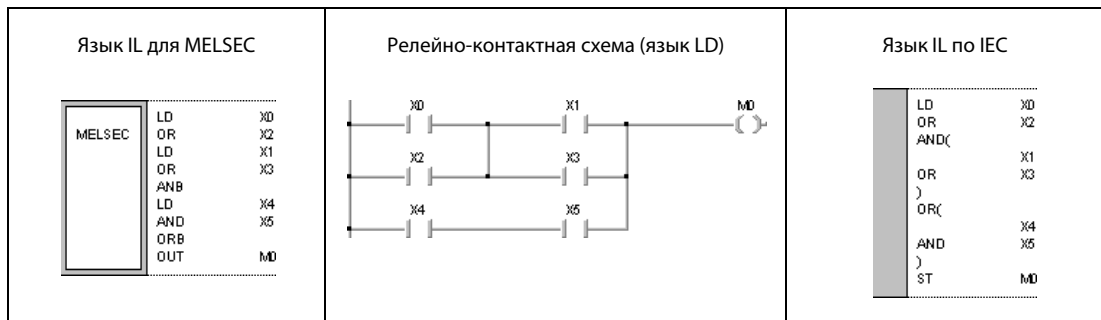 Язык IL для MELSEC
MELSEC
LD X0
OR X2
LD X1
OR X3
ANB
LD X4
AND X5
ORB
OUT M0
Релейно-контактная схема (язык LD)
X0 X1 M0
X2 X3
X4 X5
Язык IL по IEC
LD X0
OR X2
AND(
X1
OR X3
)
OR(
X4
AND X5
)
ST M0